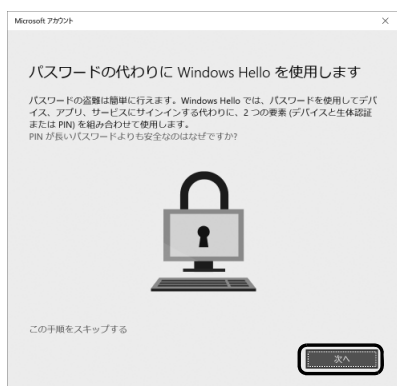 Microsoft アカウント
パスワードの代わりに Windows Hello を使用します
パスワードの盗難は簡単に行えます。Windows Hello では、パスワードを使用してデバ
イス、アプリ、サービスにサインインする代わりに、2 つの要素 (デバイスと生体認証
または PIN) を組み合わせて使用します。
PIN が長いパスワードよりも安全なのはなぜですか?
この手順をスキップする
次へ